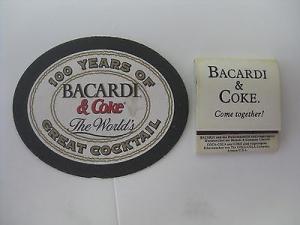 100 YEARS OF
BACARDI
& Coke
The World's
GREAT COCKTAIL
BACARDI
&
COKE.
Come together!